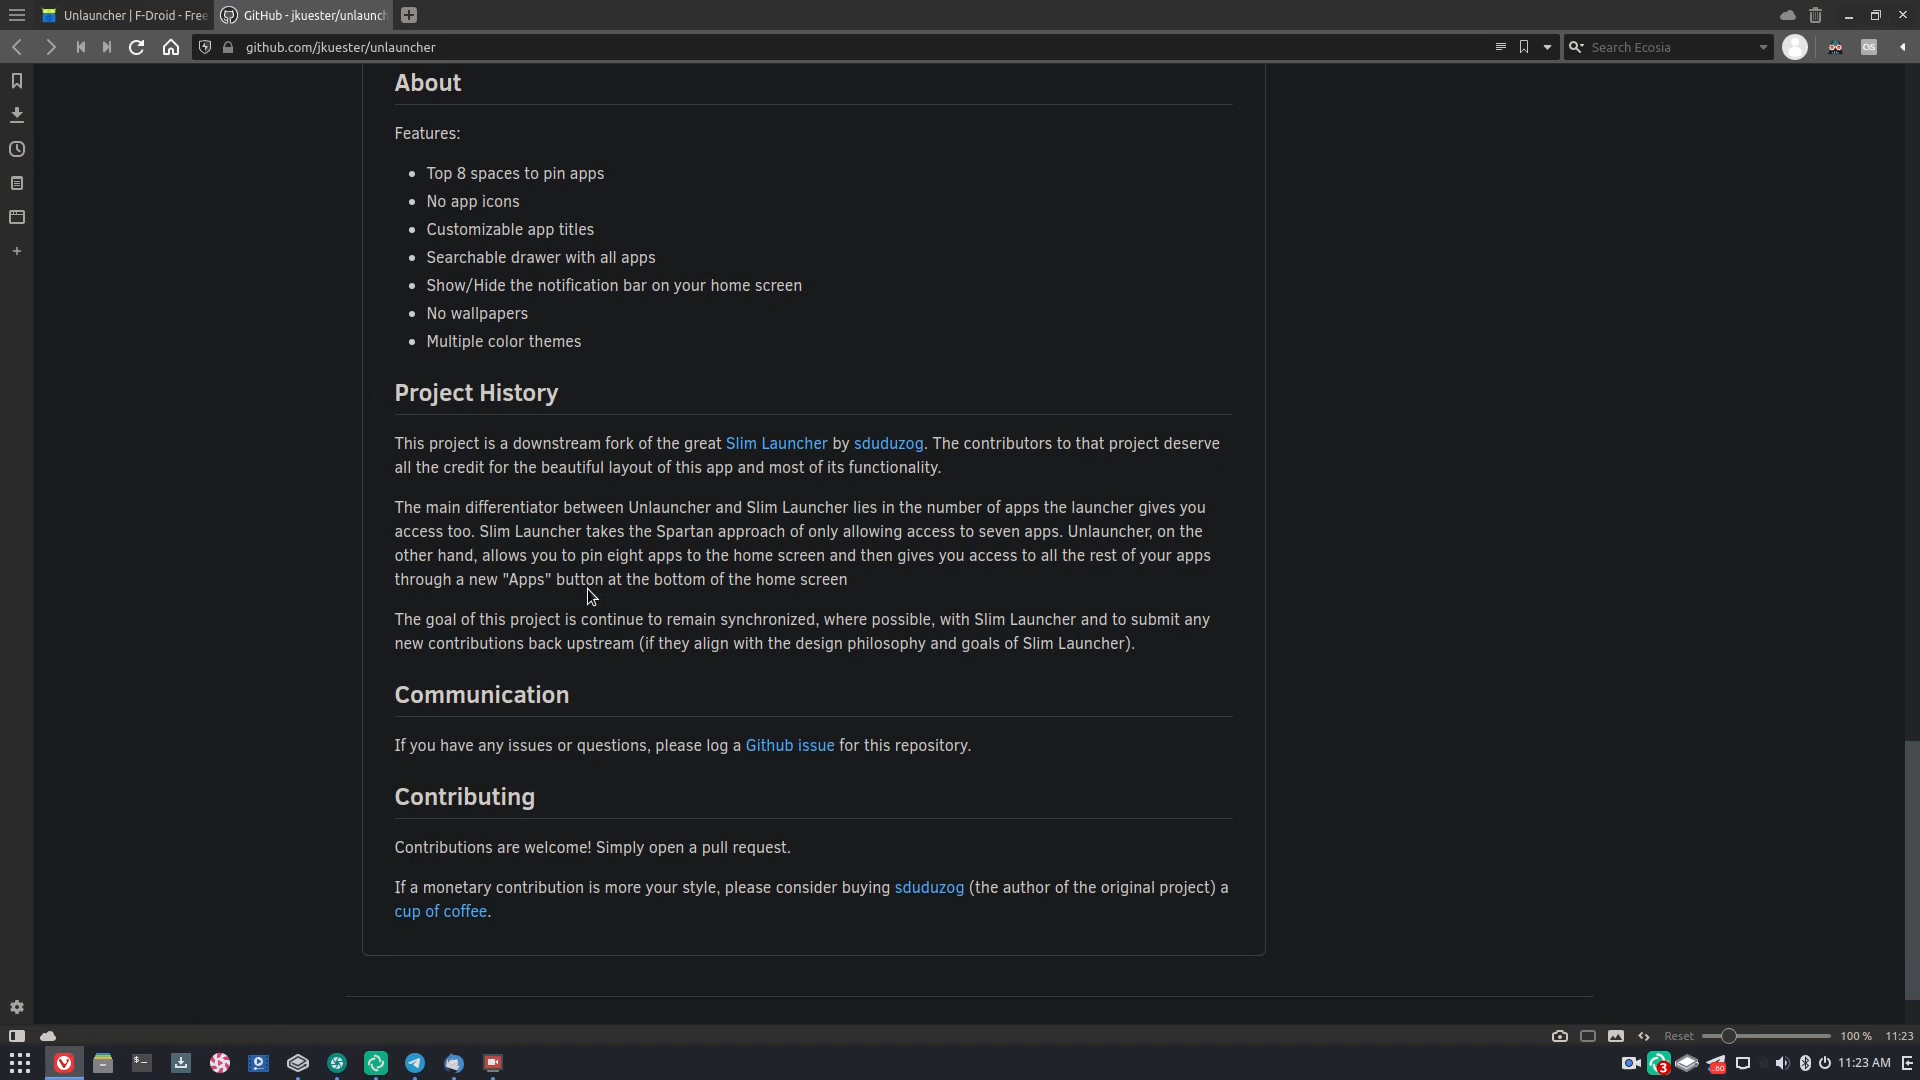 Unlauncher | F-Droid - Free
GitHub - jkuester/unlaunch
github.com/jkuester/unlauncher
Search Ecosia
About
Features:
Top 8 spaces to pin apps
No app icons
Customizable app titles
Searchable drawer with all apps
Show/Hide the notification bar on your home screen
No wallpapers
Multiple color themes
Project History
This project is a downstream fork of the great Slim Launcher by sduduzog. The contributors to that project deserve
all the credit for the beautiful layout of this app and most of its functionality.
The main differentiator between Unlauncher and Slim Launcher lies in the number of apps the launcher gives you
access too. Slim Launcher takes the Spartan approach of only allowing access to seven apps. Unlauncher, on the
other hand, allows you to pin eight apps to the home screen and then gives you access to all the rest of your apps
through a new "Apps" button at the bottom of the home screen
The goal of this project is continue to remain synchronized, where possible, with Slim Launcher and to submit any
new contributions back upstream (if they align with the design philosophy and goals of Slim Launcher).
Communication
If you have any issues or questions, please log a Github issue for this repository.
Contributing
Contributions are welcome! Simply open a pull request.
If a monetary contribution is more your style, please consider buying sduduzog (the author of the original project) a
cup of coffee.
Reset 100 % 11:23
3
11:23 AM